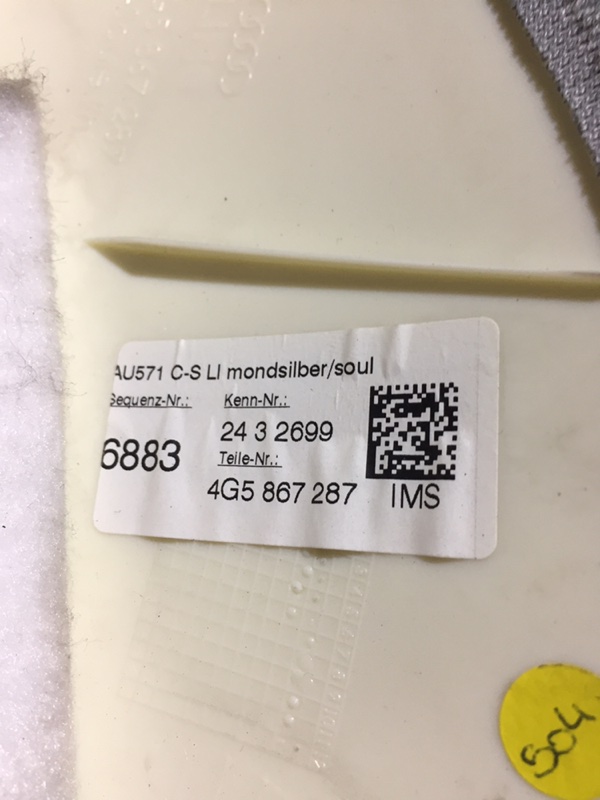 AU571 C-S LI mondsilber/soul
Sequenz-Nr.: Kenn-Nr.:
6883 24 3 2699
Teile-Nr.:
4G5 867 287 IMS
504